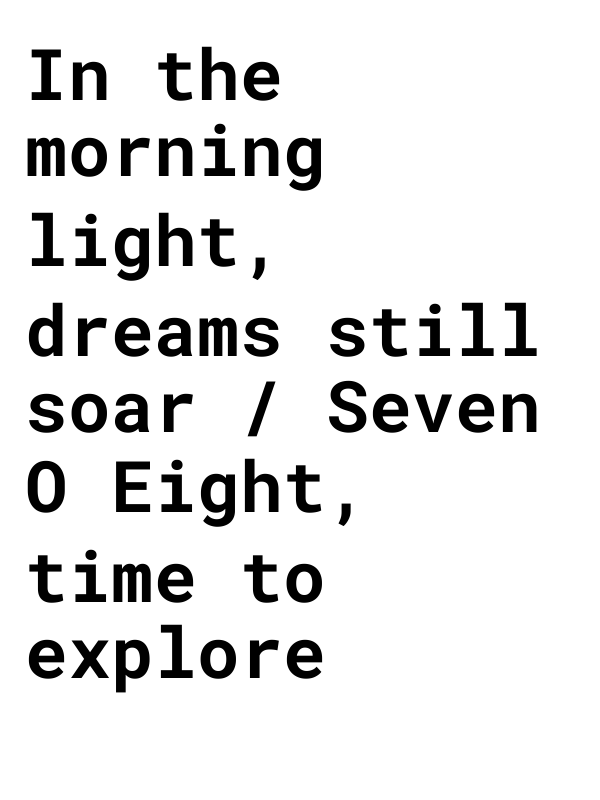 In the
morning
light,
dreams still
soar / Seven
O Eight,
time to
explore